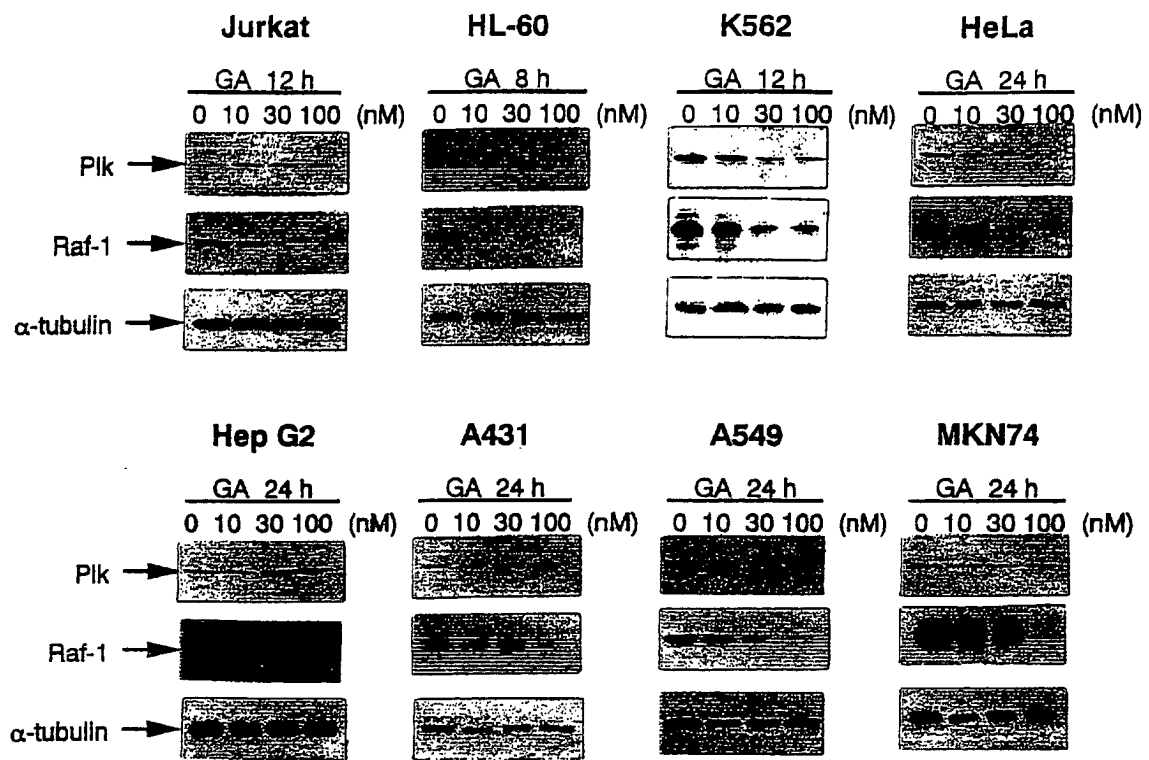 Jurkat HL-60 K562 HeLa
GA 12 h GA 8 h GA 12 h GA 24 h
0 10 30 100 (nM) 0 10 30 100 (nM) 0 10 30 100 (nM) 0 10 30 100 (nM)
Plk
Raf-1
α-tubulin
Hep G2 A431 A549 MKN74
GA 24 h GA 24 h GA 24 h GA 24 h
0 10 30 100 (nM) 0 10 30 100 (nM) 0 10 30 100 (nM) 0 10 30 100 (nM)
Plk
Raf-1
α-tubulin